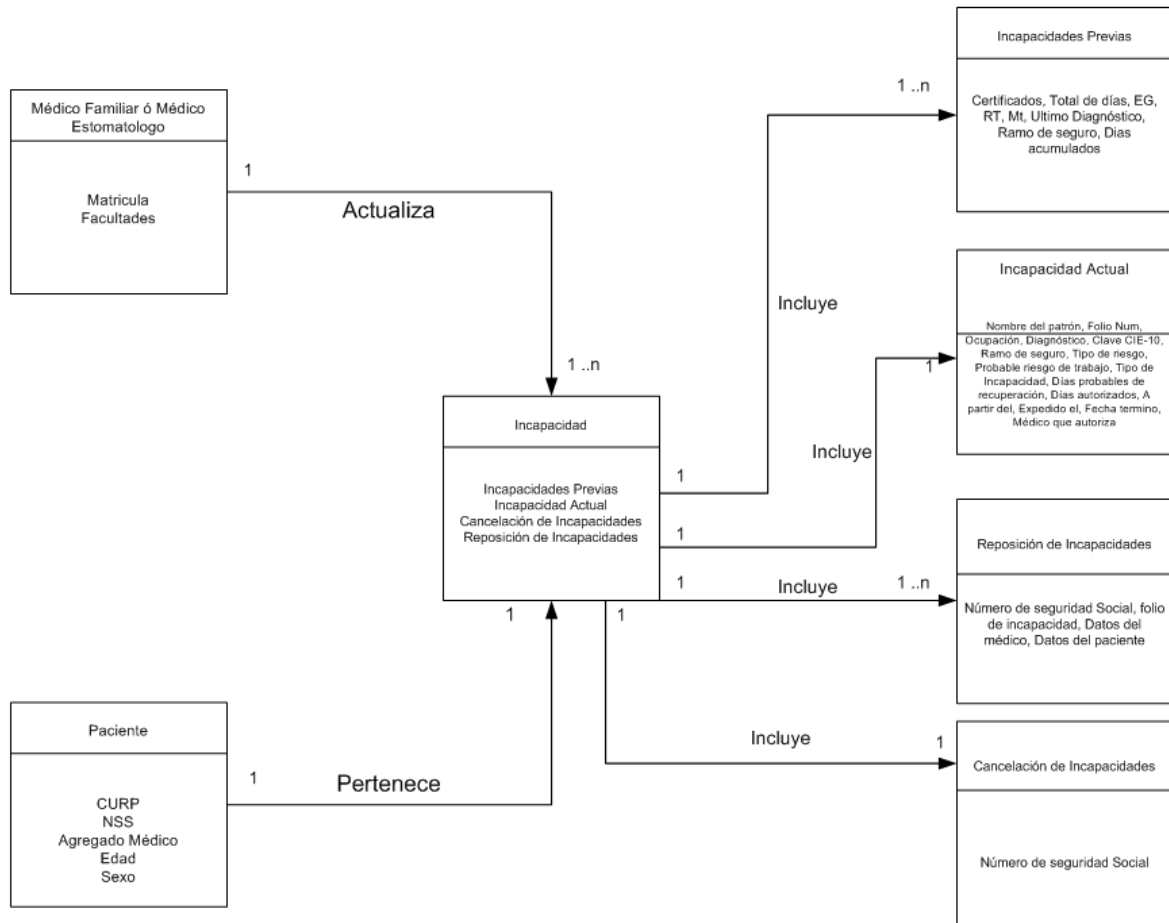 Médico Familiar ó Médico
Estomatologo
Matricula
Facultades
1
Actualiza
1 ..n
Incapacidad
Incapacidades Previas
Incapacidad Actual
Cancelación de Incapacidades
Reposición de Incapacidades
Paciente
CURP
NSS
Agregado Médico
Edad
Sexo
1
Pertenece
1
1
Incluye
1 ..n
Incapacidades Previas
Certificados, Total de días, EG,
RT, Mt, Ultimo Diagnóstico,
Ramo de seguro, Días
acumulados
1
Incluye
1
Incapacidad Actual
Nombre del patrón, Folio Num,
Ocupación, Diagnóstico, Clave CIE-10,
Ramo de seguro, Tipo de riesgo,
Probable riesgo de trabajo, Tipo de
Incapacidad, Días probables de
recuperación, Días autorizados, A
partir del, Expedido el, Fecha termino,
Médico que autoriza
1
Incluye
1 ..n
Reposición de Incapacidades
Número de seguridad Social, folio
de incapacidad, Datos del
médico, Datos del paciente
1
Incluye
1
Cancelación de Incapacidades
Número de seguridad Social